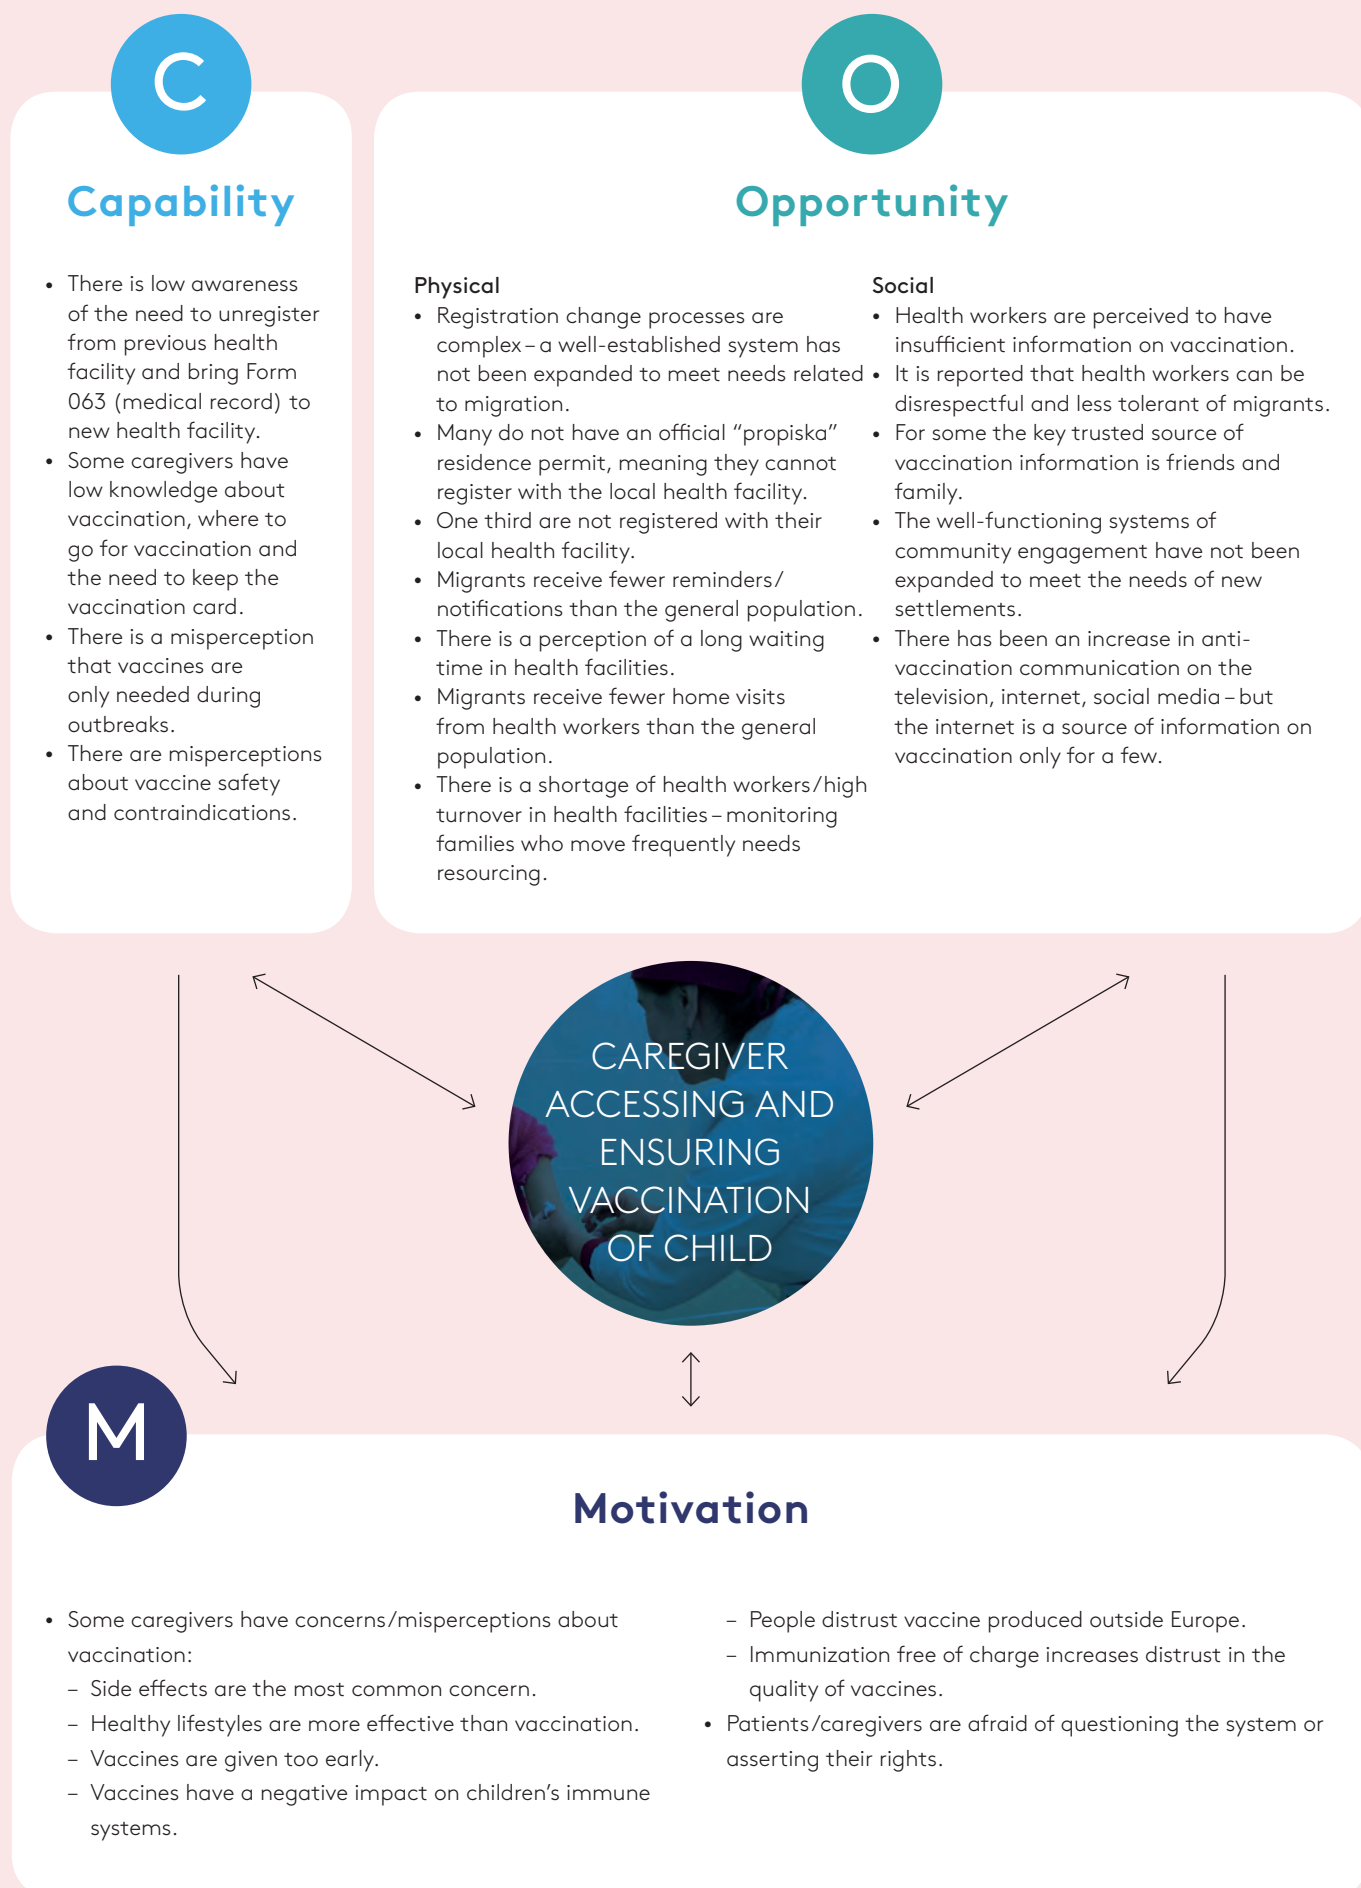 C
Capability
• There is low awareness
of the need to unregister
from previous health
facility and bring Form
063 (medical record) to
new health facility.
• Some caregivers have
low knowledge about
vaccination, where to
go for vaccination and
the need to keep the
vaccination card.
• There is a misperception
that vaccines are
only needed during
outbreaks.
• There are misperceptions
about vaccine safety
and contraindications.
O
Opportunity
Physical
• Registration change processes are
complex – a well-established system has
not been expanded to meet needs related
to migration.
• Many do not have an official “propiska”
residence permit, meaning they cannot
register with the local health facility.
• One third are not registered with their
local health facility.
• Migrants receive fewer reminders/
notifications than the general population.
• There is a perception of a long waiting
time in health facilities.
• Migrants receive fewer home visits
from health workers than the general
population.
• There is a shortage of health workers/high
turnover in health facilities – monitoring
families who move frequently needs
resourcing.
Social
• Health workers are perceived to have
insufficient information on vaccination.
• It is reported that health workers can be
disrespectful and less tolerant of migrants.
• For some the key trusted source of
vaccination information is friends and
family.
• The well-functioning systems of
community engagement have not been
expanded to meet the needs of new
settlements.
• There has been an increase in anti-
vaccination communication on the
television, internet, social media – but
the internet is a source of information on
vaccination only for a few.
CAREGIVER
ACCESSING AND
ENSURING
VACCINATION
OF CHILD
M
Motivation
• Some caregivers have concerns/misperceptions about
vaccination:
– Side effects are the most common concern.
– Healthy lifestyles are more effective than vaccination.
– Vaccines are given too early.
– Vaccines have a negative impact on children’s immune
systems.
– People distrust vaccine produced outside Europe.
– Immunization free of charge increases distrust in the
quality of vaccines.
• Patients/caregivers are afraid of questioning the system or
asserting their rights.